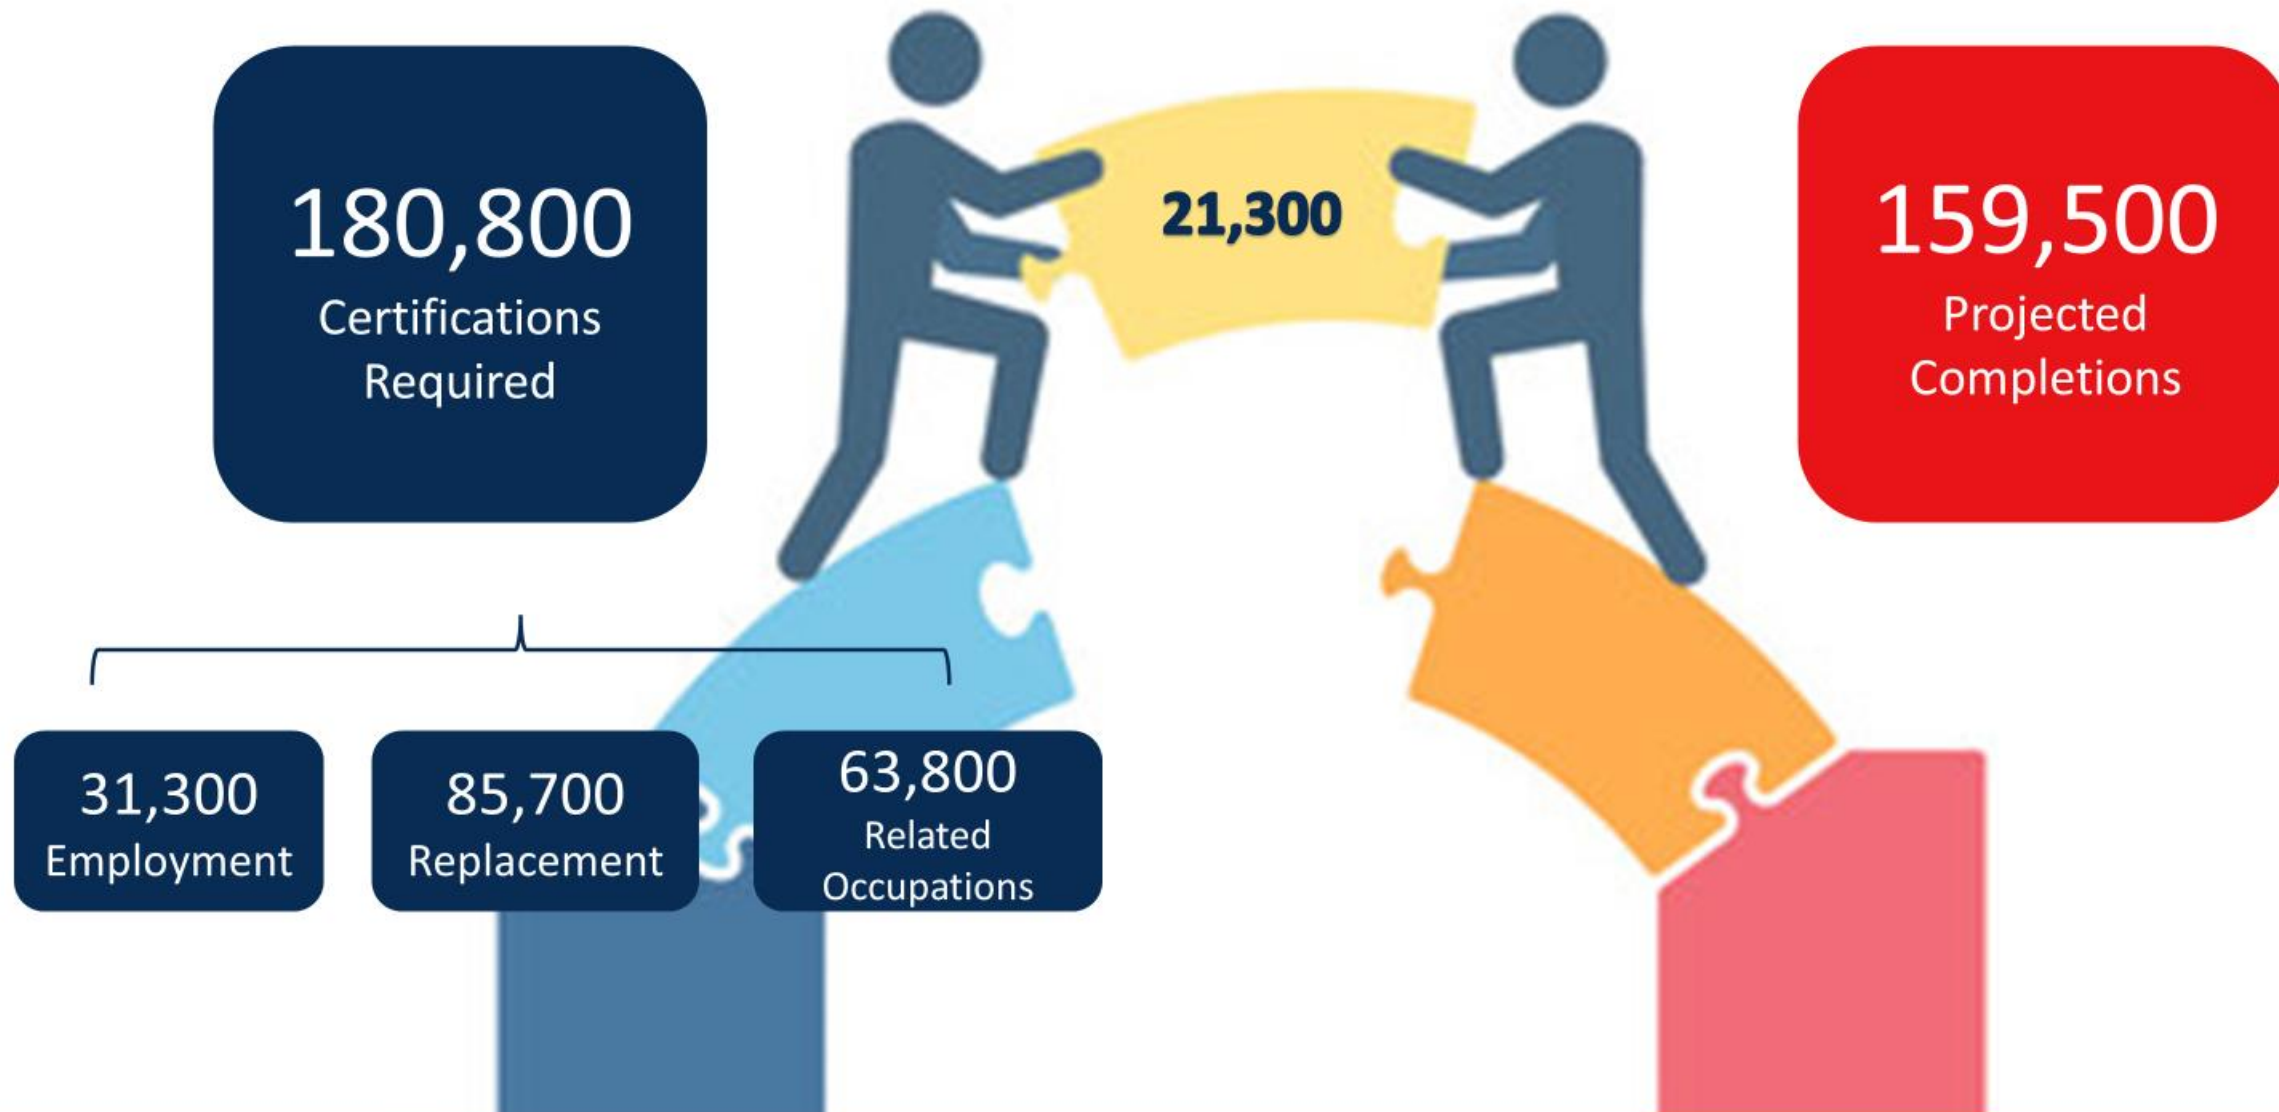 180,800
Certifications
Required
21,300
159,500
Projected
Completions
31,300
Employment
85,700
Replacement
63,800
Related
Occupations